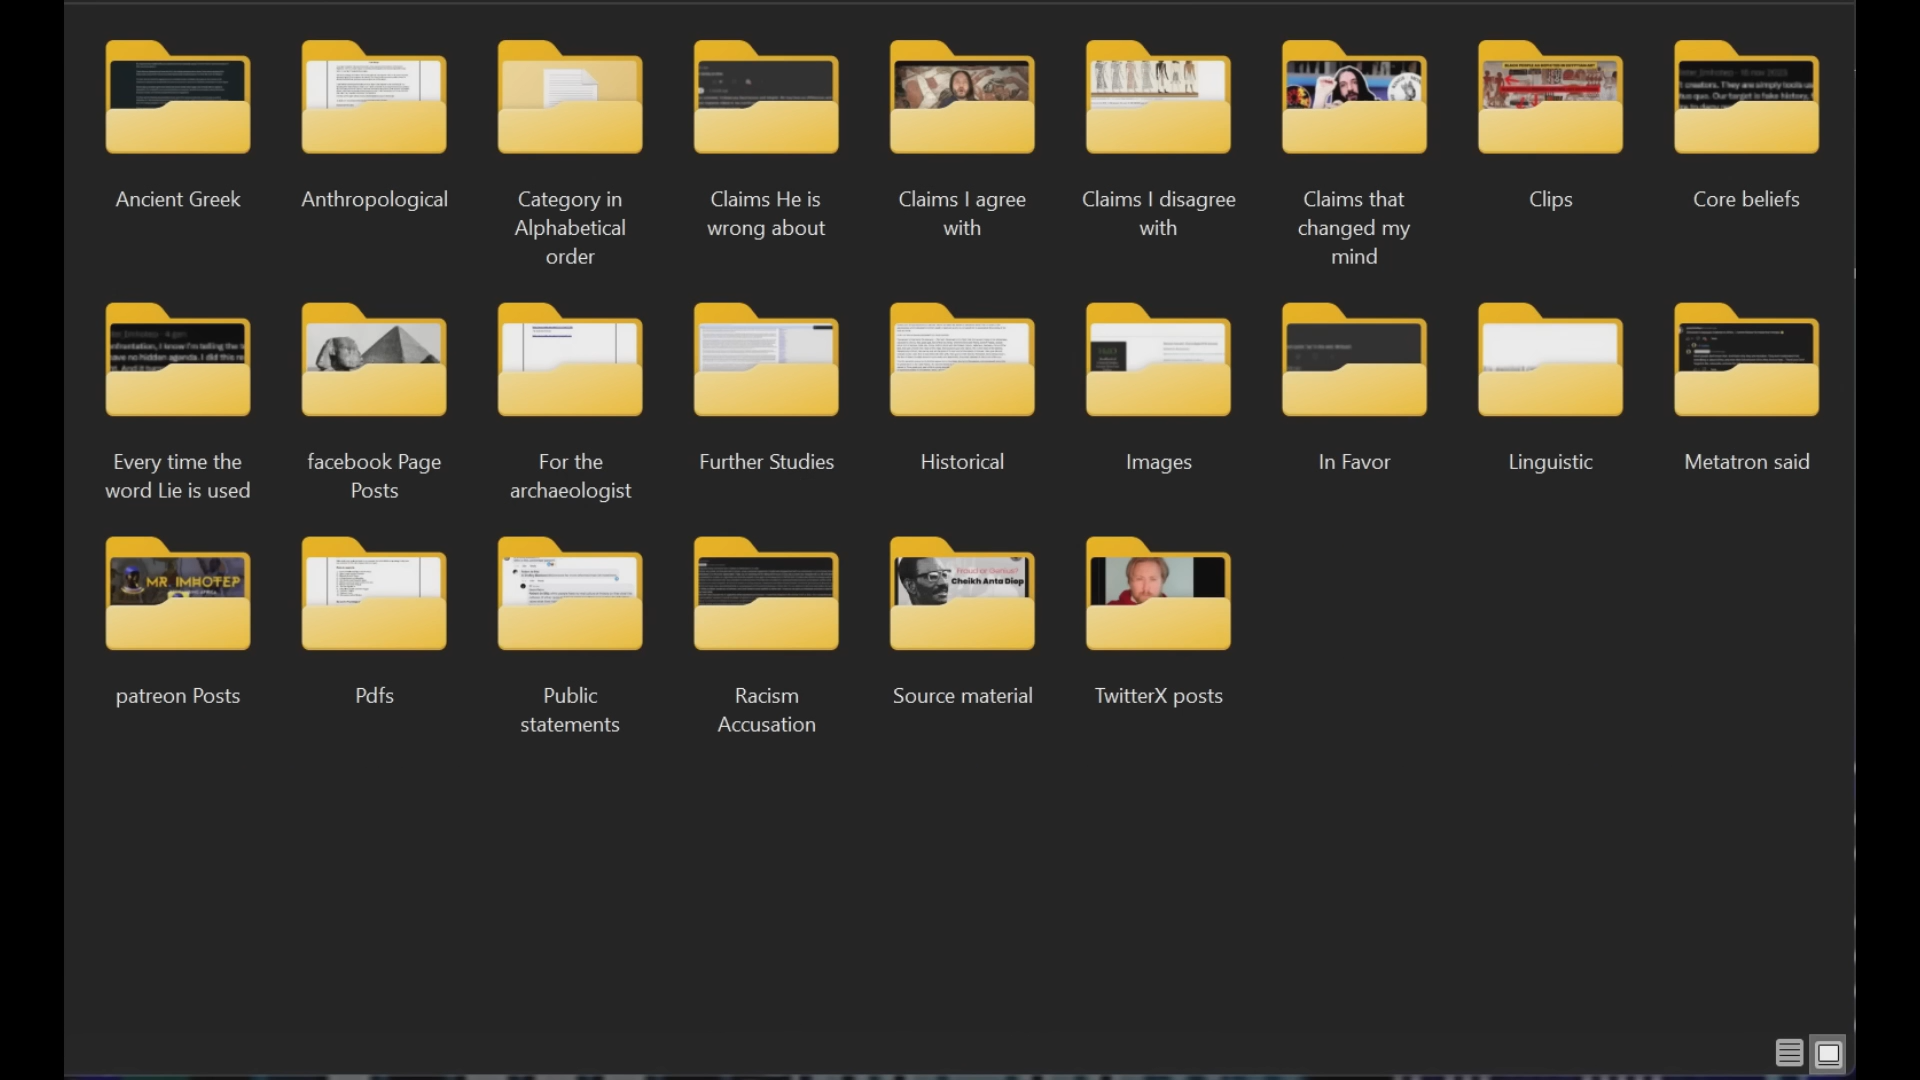 Ancient Greek
Anthropological
Category in
Alphabetical
order
Claims He is
wrong about
Claims I agree
with
Claims I disagree
with
Claims that
changed my
mind
Clips
Core beliefs
Every time the
word Lie is used
facebook Page
Posts
For the
archaeologist
Further Studies
Historical
Images
In Favor
Linguistic
Metatron said
MR. IMHOTEP
patreon Posts
Pdfs
Public
statements
Racism
Accusation
Fraud or Genius?
Cheikh Anta Diop
Source material
TwitterX posts